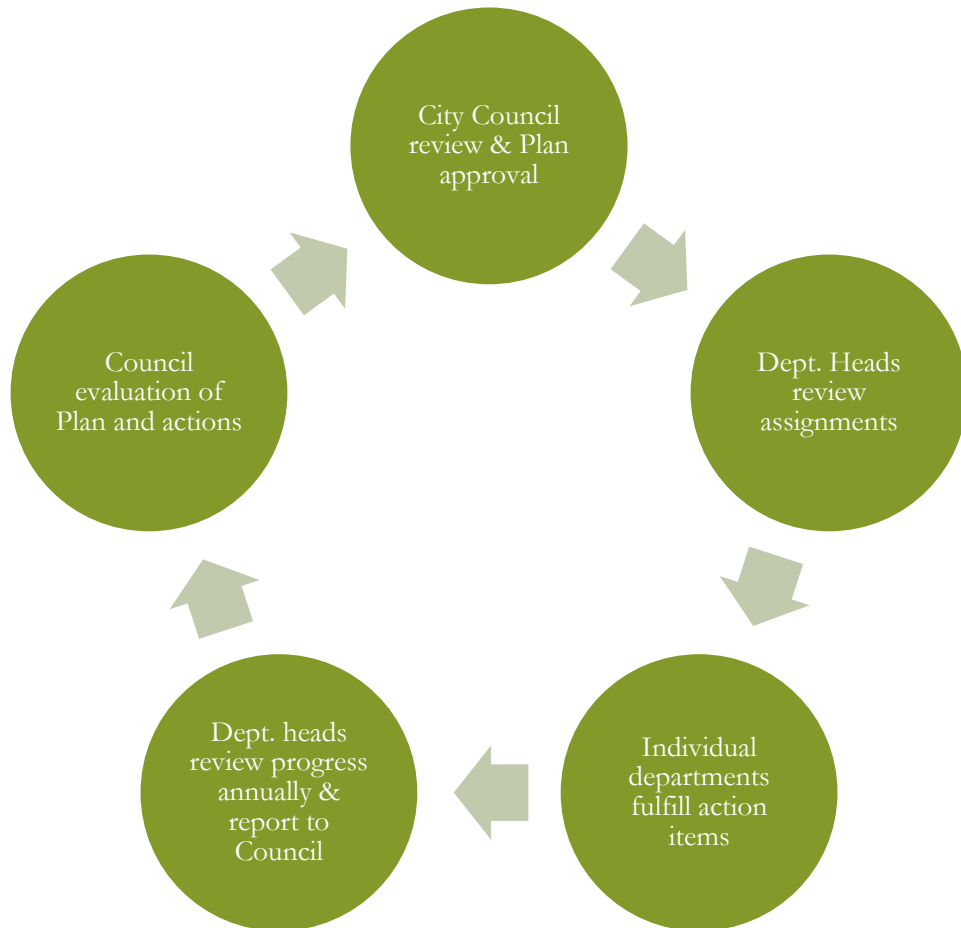 City Council
review & Plan
approval
Dept. Heads
review
assignments
Individual
departments
fulfill action
items
Dept. heads
review progress
annually &
report to
Council
Council
evaluation of
Plan and actions